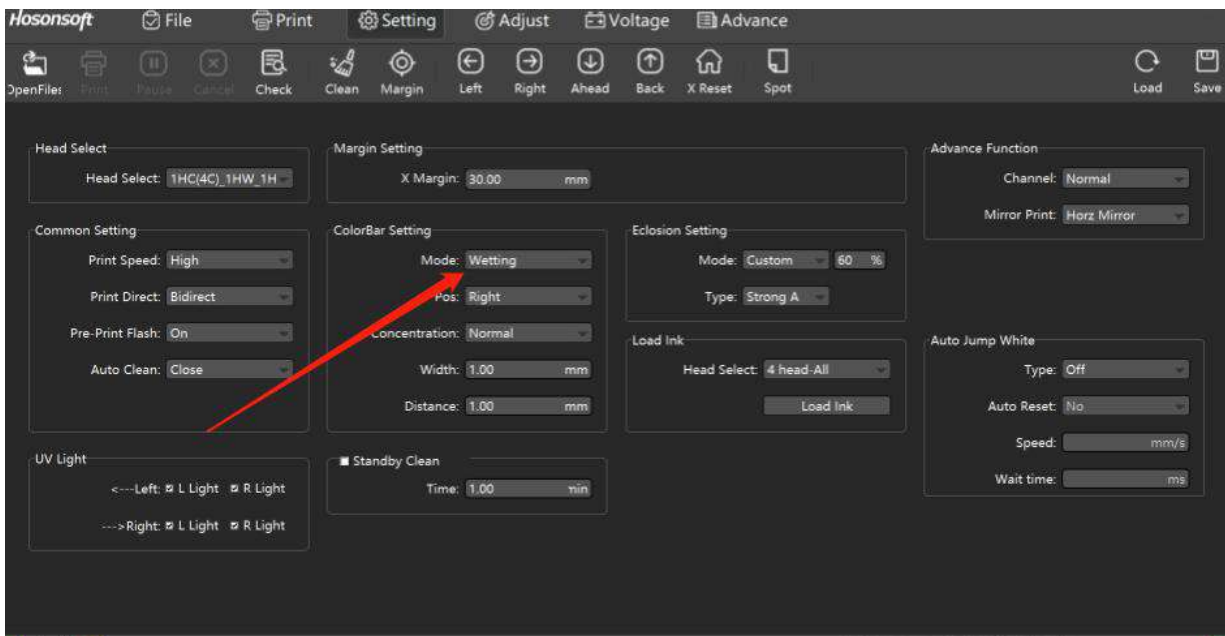 Hosonsoft File Print Setting Adjust Voltage Advance
OpenFiles Print Pause Cancel Check Clean Margin Left Right Ahead Back X Reset Spot Load Save
Head Select
Head Select: 1HC(4C)_1HW_1H
Margin Setting
X Margin: 30.00 mm
Advance Function
Channel: Normal
Mirror Print: Horz Mirror
Common Setting
Print Speed: High
Print Direct: Bidirect
Pre-Print Flash: On
Auto Clean: Close
ColorBar Setting
Mode: Wetting
Pos: Right
Concentration: Normal
Width: 1.00 mm
Distance: 1.00 mm
Eclosion Setting
Mode: Custom 60 %
Type: Strong A
Load Ink
Head Select: 4 head-All
Load Ink
Auto Jump White
Type: Off
Auto Reset: No
Speed: mm/s
Wait time: ms
UV Light
<---Left: L Light R Light
--->Right: L Light R Light
Standby Clean
Time: 1.00 min